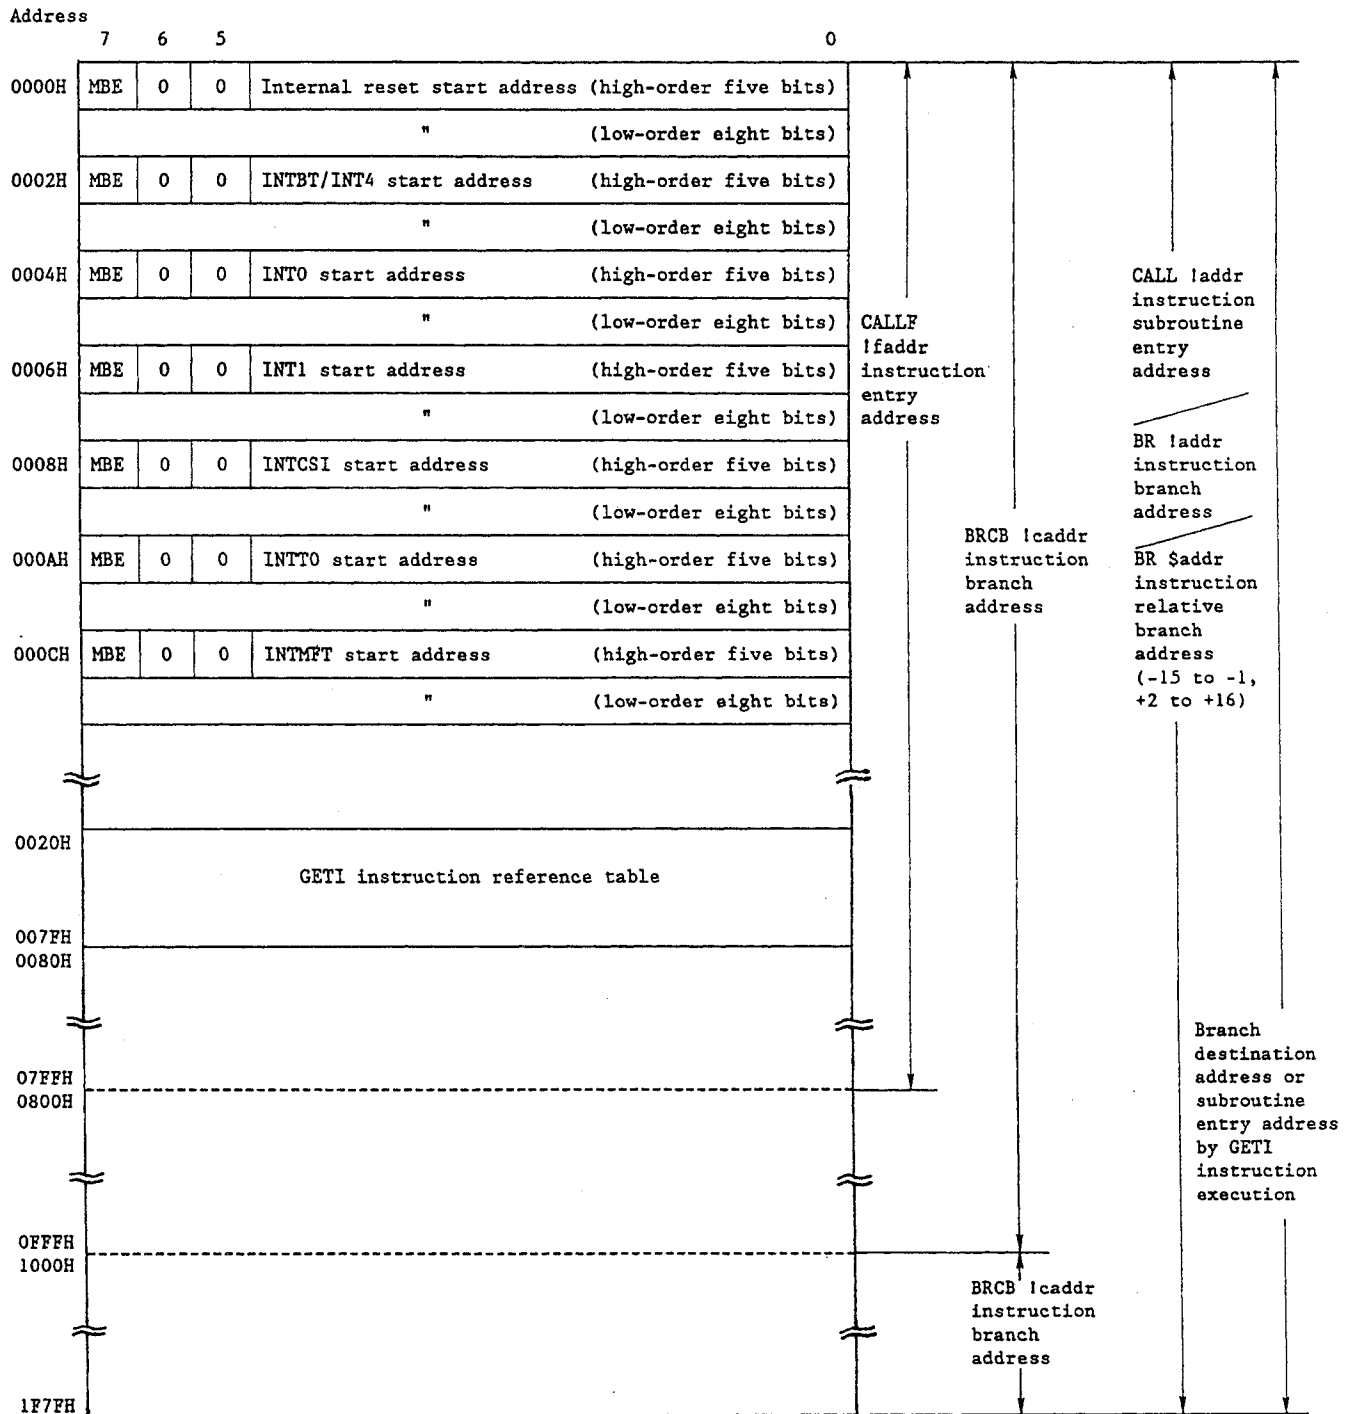 Address
7 6 5 0
0000H MBE 0 0 Internal reset start address (high-order five bits)
" (low-order eight bits)
0002H MBE 0 0 INTBT/INT4 start address (high-order five bits)
" (low-order eight bits)
0004H MBE 0 0 INT0 start address (high-order five bits)
" (low-order eight bits)
0006H MBE 0 0 INT1 start address (high-order five bits)
" (low-order eight bits)
0008H MBE 0 0 INTCSI start address (high-order five bits)
" (low-order eight bits)
000AH MBE 0 0 INTT0 start address (high-order five bits)
" (low-order eight bits)
000CH MBE 0 0 INTMFT start address (high-order five bits)
" (low-order eight bits)
0020H
GETI instruction reference table
007FH
0080H
07FFH
0800H
0FFFH
1000H
1F7FH
CALLF
!faddr
instruction
entry
address
BRCB !caddr
instruction
branch
address
BRCB !caddr
instruction
branch
address
CALL !addr
instruction
subroutine
entry
address
BR !addr
instruction
branch
address
BR $addr
instruction
relative
branch
address
(-15 to -1,
+2 to +16)
Branch
destination
address or
subroutine
entry address
by GETI
instruction
execution